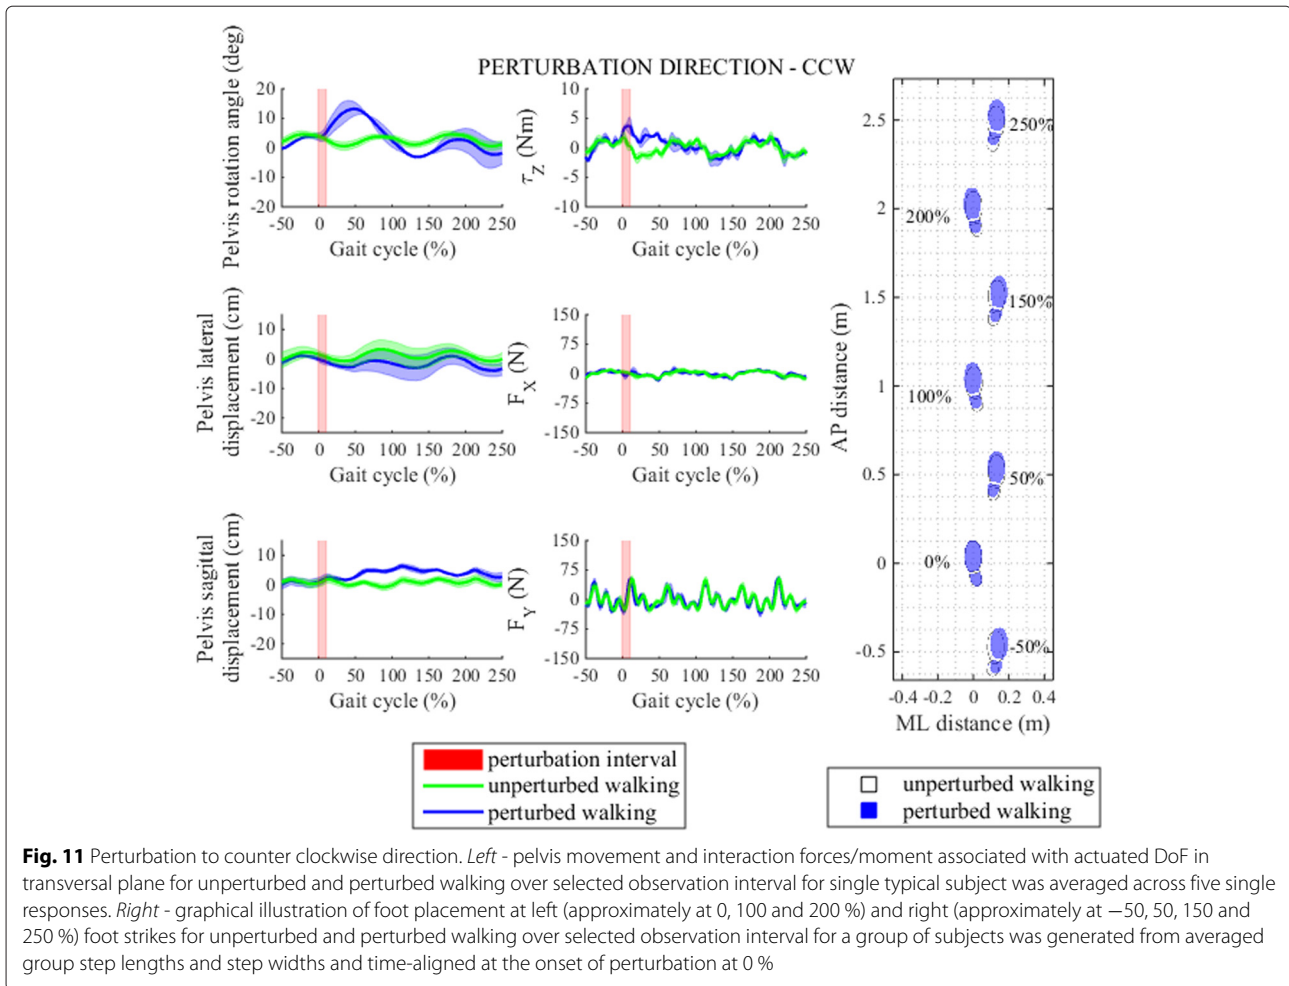 PERTURBATION DIRECTION - CCW
Pelvis rotation angle (deg)
20
10
0
-10
-20
-50 0 50 100 150 200 250
Gait cycle (%)
τZ (Nm)
10
5
0
-5
-10
-50 0 50 100 150 200 250
Gait cycle (%)
Pelvis lateral
displacement (cm)
10
0
-10
-20
-50 0 50 100 150 200 250
Gait cycle (%)
FX (N)
150
75
0
-75
-150
-50 0 50 100 150 200 250
Gait cycle (%)
Pelvis sagittal
displacement (cm)
10
0
-10
-20
-50 0 50 100 150 200 250
Gait cycle (%)
FY (N)
150
75
0
-75
-150
-50 0 50 100 150 200 250
Gait cycle (%)
AP distance (m)
2.5
2
1.5
1
0.5
0
-0.5
250%
200%
150%
100%
50%
0%
-50%
-0.4 -0.2 0 0.2 0.4
ML distance (m)
perturbation interval
unperturbed walking
perturbed walking
unperturbed walking
perturbed walking
Fig. 11 Perturbation to counter clockwise direction. Left - pelvis movement and interaction forces/moment associated with actuated DoF in
transversal plane for unperturbed and perturbed walking over selected observation interval for single typical subject was averaged across five single
responses. Right - graphical illustration of foot placement at left (approximately at 0, 100 and 200 %) and right (approximately at −50, 50, 150 and
250 %) foot strikes for unperturbed and perturbed walking over selected observation interval for a group of subjects was generated from averaged
group step lengths and step widths and time-aligned at the onset of perturbation at 0 %